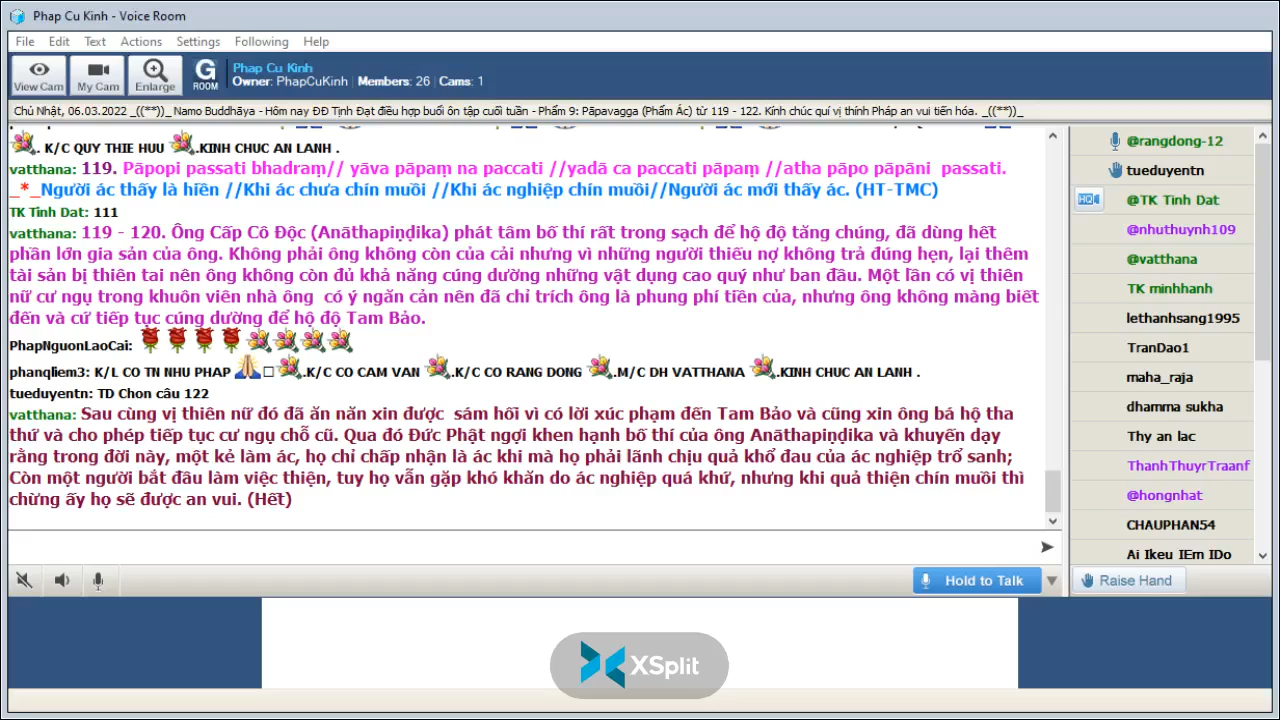 Phap Cu Kinh - Voice Room
File Edit Text Actions Settings Following Help
View Cam
My Cam
Enlarge
G
ROOM
Phap Cu Kinh
Owner: PhapCuKinh | Members: 26 | Cams: 1
Chủ Nhật, 06.03.2022 _((**))_ Namo Buddhāya - Hôm nay ĐĐ Tịnh Đạt điều hợp buổi ôn tập cuối tuần - Phẩm 9: Pāpavagga (Phẩm Ác) từ 119 - 122. Kính chúc quí vị thính Pháp an vui tiến hóa. _((**))_
. K/C QUY THIE HUU .KINH CHUC AN LANH .
vatthana: 119. Pāpopi passati bhadraṃ// yāva pāpaṃ na paccati //yadā ca paccati pāpaṃ //atha pāpo pāpāni passati.
_*_Người ác thấy là hiền //Khi ác chưa chín muồi //Khi ác nghiệp chín muồi//Người ác mới thấy ác. (HT-TMC)
TK Tinh Dat: 111
vatthana: 119 - 120. Ông Cấp Cô Độc (Anāthapiṇḍika) phát tâm bố thí rất trong sạch để hộ độ tăng chúng, đã dùng hết
phần lớn gia sản của ông. Không phải ông không còn của cải nhưng vì những người thiếu nợ không trả đúng hẹn, lại thêm
tài sản bị thiên tai nên ông không còn đủ khả năng cúng dường những vật dụng cao quý như ban đầu. Một lần có vị thiên
nữ cư ngụ trong khuôn viên nhà ông có ý ngăn cản nên đã chỉ trích ông là phung phí tiền của, nhưng ông không màng biết
đến và cứ tiếp tục cúng dường để hộ độ Tam Bảo.
PhapNguonLaoCai:
phanqliem3: K/L CO TN NHU PHAP □ .K/C CO CAM VAN .K/C CO RANG DONG .M/C DH VATTHANA .KINH CHUC AN LANH .
tueduyentn: TD Chon câu 122
vatthana: Sau cùng vị thiên nữ đó đã ăn năn xin được sám hối vì có lời xúc phạm đến Tam Bảo và cũng xin ông bá hộ tha
thứ và cho phép tiếp tục cư ngụ chỗ cũ. Qua đó Đức Phật ngợi khen hạnh bố thí của ông Anāthapiṇḍika và khuyến dạy
rằng trong đời này, một kẻ làm ác, họ chỉ chấp nhận là ác khi mà họ phải lãnh chịu quả khổ đau của ác nghiệp trổ sanh;
Còn một người bắt đầu làm việc thiện, tuy họ vẫn gặp khó khăn do ác nghiệp quá khứ, nhưng khi quả thiện chín muồi thì
chừng ấy họ sẽ được an vui. (Hết)
Hold to Talk
@rangdong-12
tueduyentn
HQ
@TK Tinh Dat
@nhuthuynh109
@vatthana
TK minhhanh
lethanhsang1995
TranDao1
maha_raja
dhamma sukha
Thy an lac
ThanhThuyrTraanf
@hongnhat
CHAUPHAN54
Ai Ikeu IEm IDo
Raise Hand
XSplit